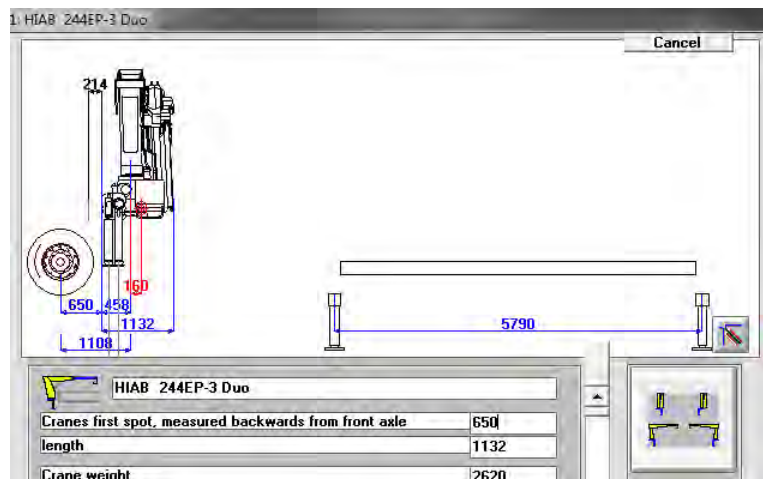 1: HIAB 244EP-3 Duo
Cancel
214
160
650 458
1132
5790
1108
HIAB 244EP-3 Duo
Cranes first spot, measured backwards from front axle 650
length 1132
Crane weight 2620